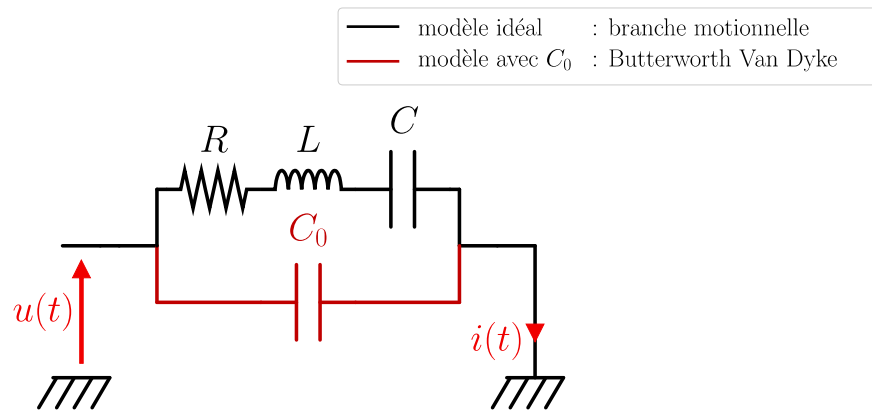 modèle idéal : branche motionnelle
modèle avec C₀ : Butterworth Van Dyke
C
R
L
C₀
u(t)
i(t)